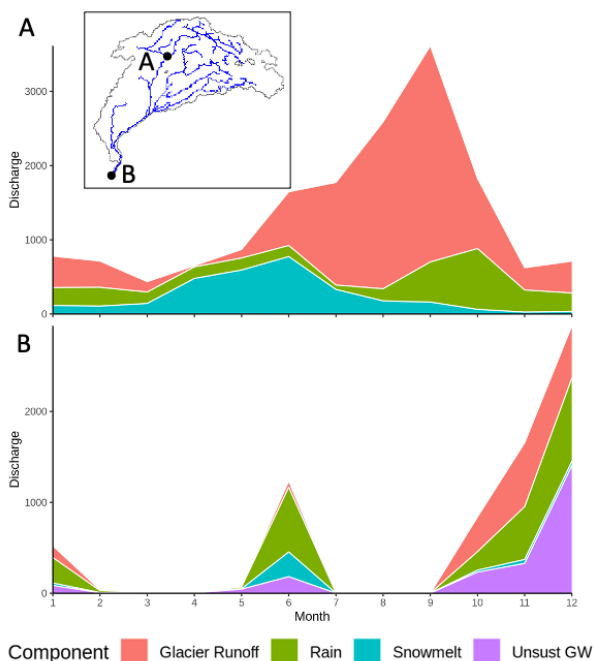 A
A
B
3000
2000
1000
0
Discharge
B
2000
1000
0
Discharge
1 2 3 4 5 6 7 8 9 10 11 12
Month
Component Glacier Runoff Rain Snowmelt Unsust GW